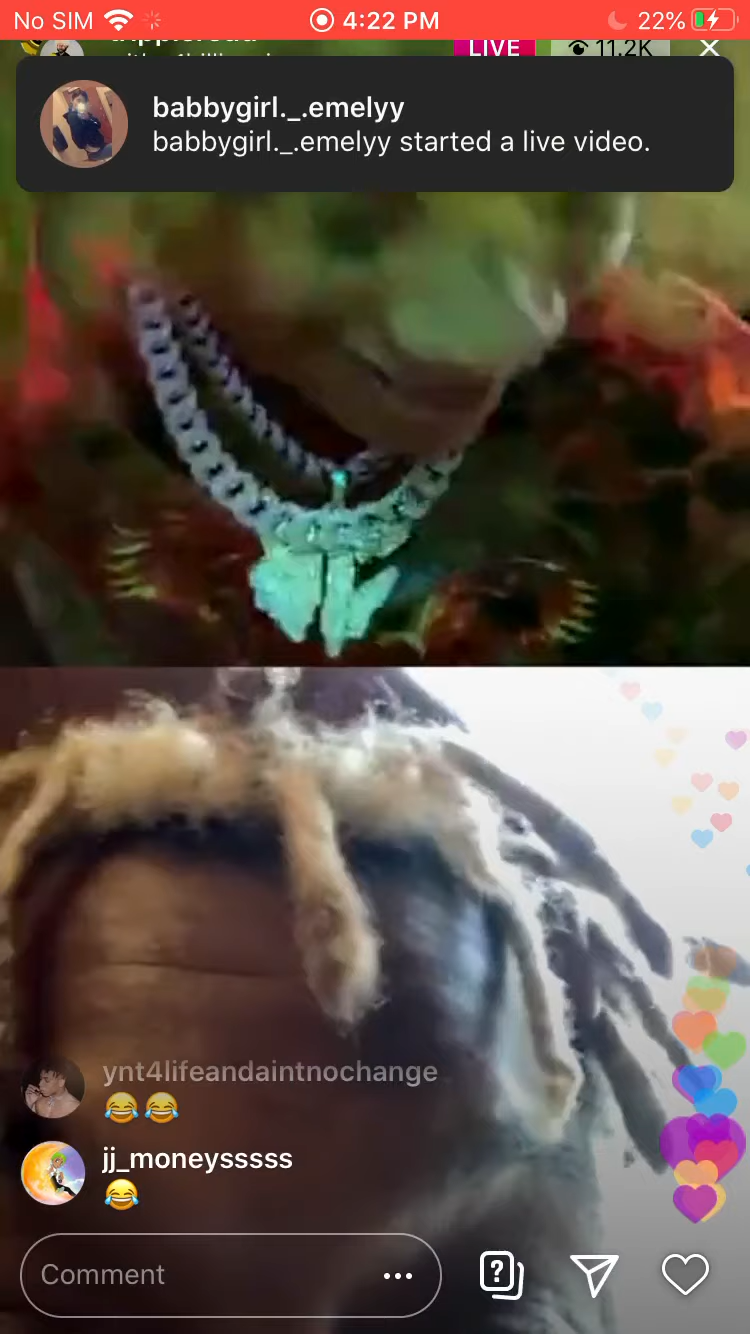 No SIM 4:22 PM 22%
LIVE 11.2K
babbygirl._.emelyy
babbygirl._.emelyy started a live video.
ynt4lifeandaintnochange
😂😂
jj_moneysssss
😂
Comment